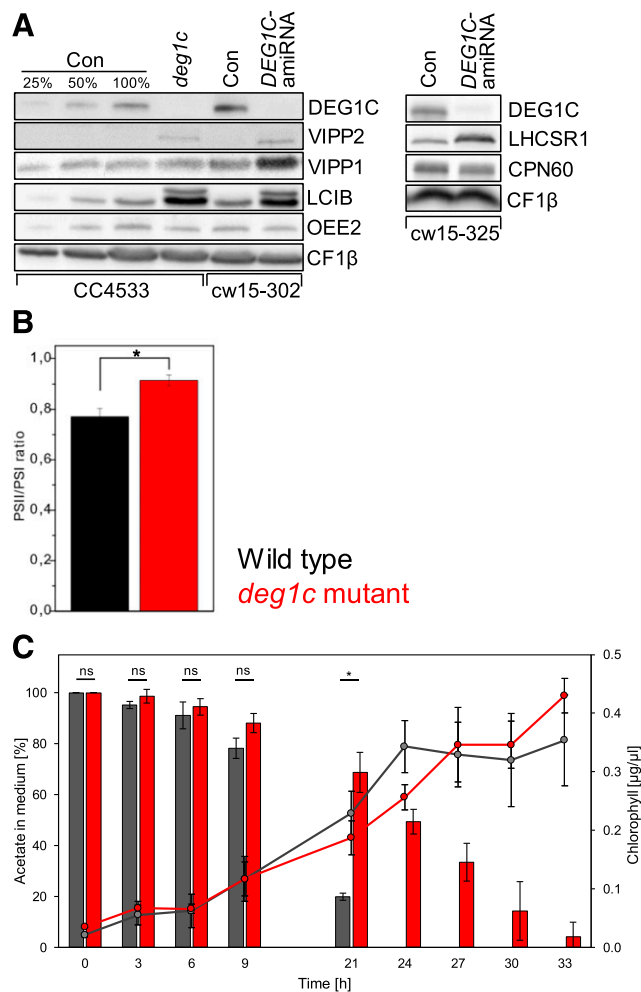 A
Con
25% 50% 100%
deg1c
Con
DEG1C-
amiRNA
DEG1C
VIPP2
VIPP1
LCIB
OEE2
CF1β
CC4533
cw15-302
Con
DEG1C-
amiRNA
DEG1C
LHCSR1
CPN60
CF1β
cw15-325
B
PSII/PSI ratio
1,0
0,8
0,6
0,4
0,2
0,0
*
Wild type
deg1c mutant
C
Acetate in medium [%]
100
80
60
40
20
0
ns ns ns ns *
0.5
0.4
0.3
0.2
0.1
0.0
Chlorophyll [µg/µl]
0 3 6 9 21 24 27 30 33
Time [h]